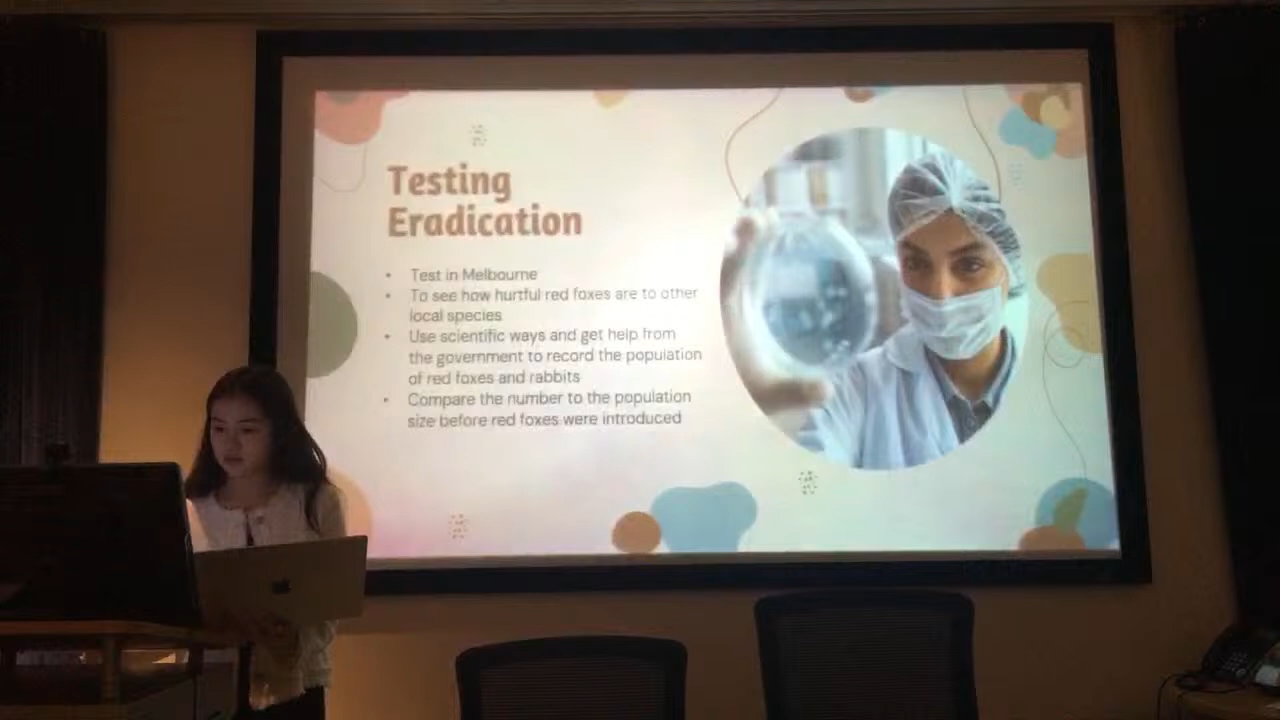 Testing
Eradication
• Test in Melbourne
• To see how hurtful red foxes are to other
local species
• Use scientific ways and get help from
the government to record the population
of red foxes and rabbits
• Compare the number to the population
size before red foxes were introduced